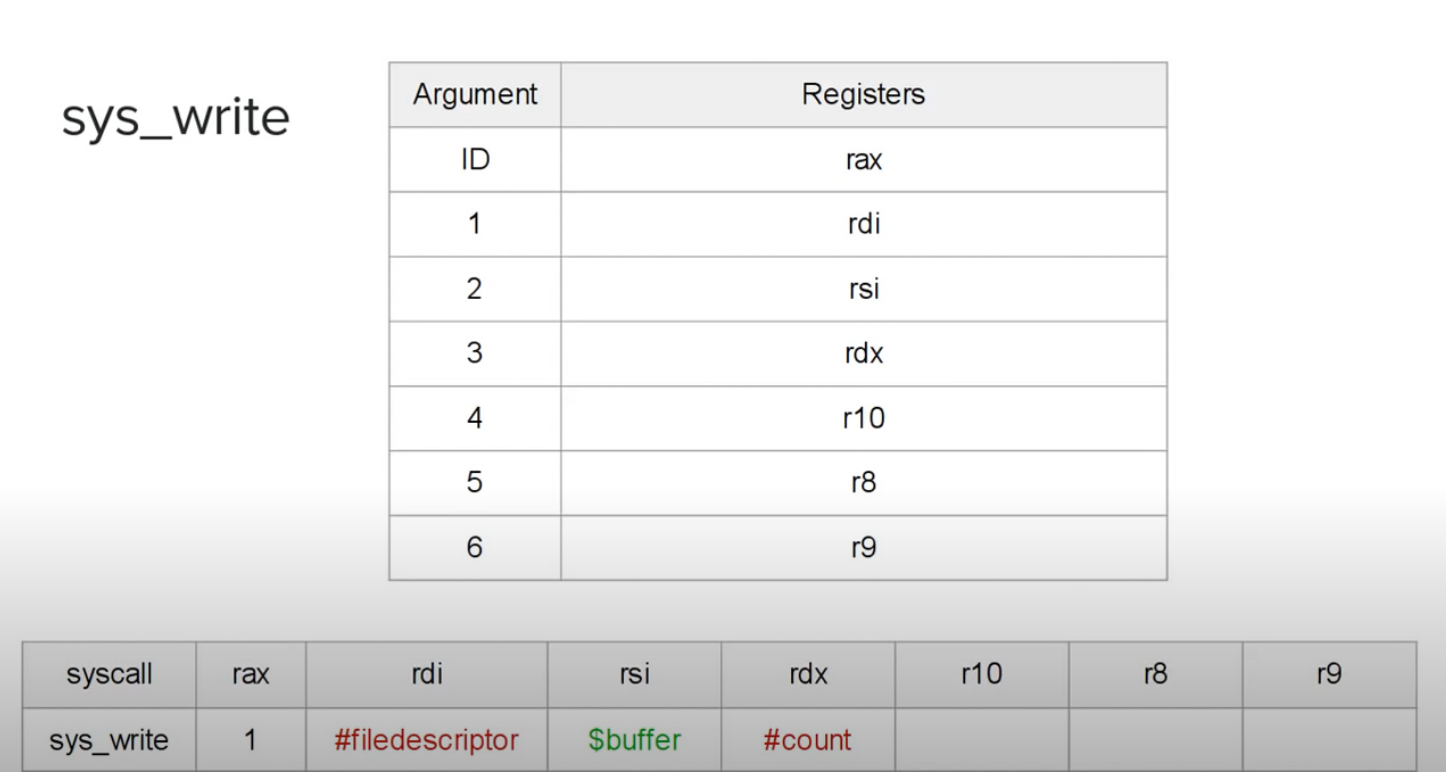 sys_write
Argument Registers
ID rax
1 rdi
2 rsi
3 rdx
4 r10
5 r8
6 r9
syscall rax rdi rsi rdx r10 r8 r9
sys_write 1 #filedescriptor $buffer #count